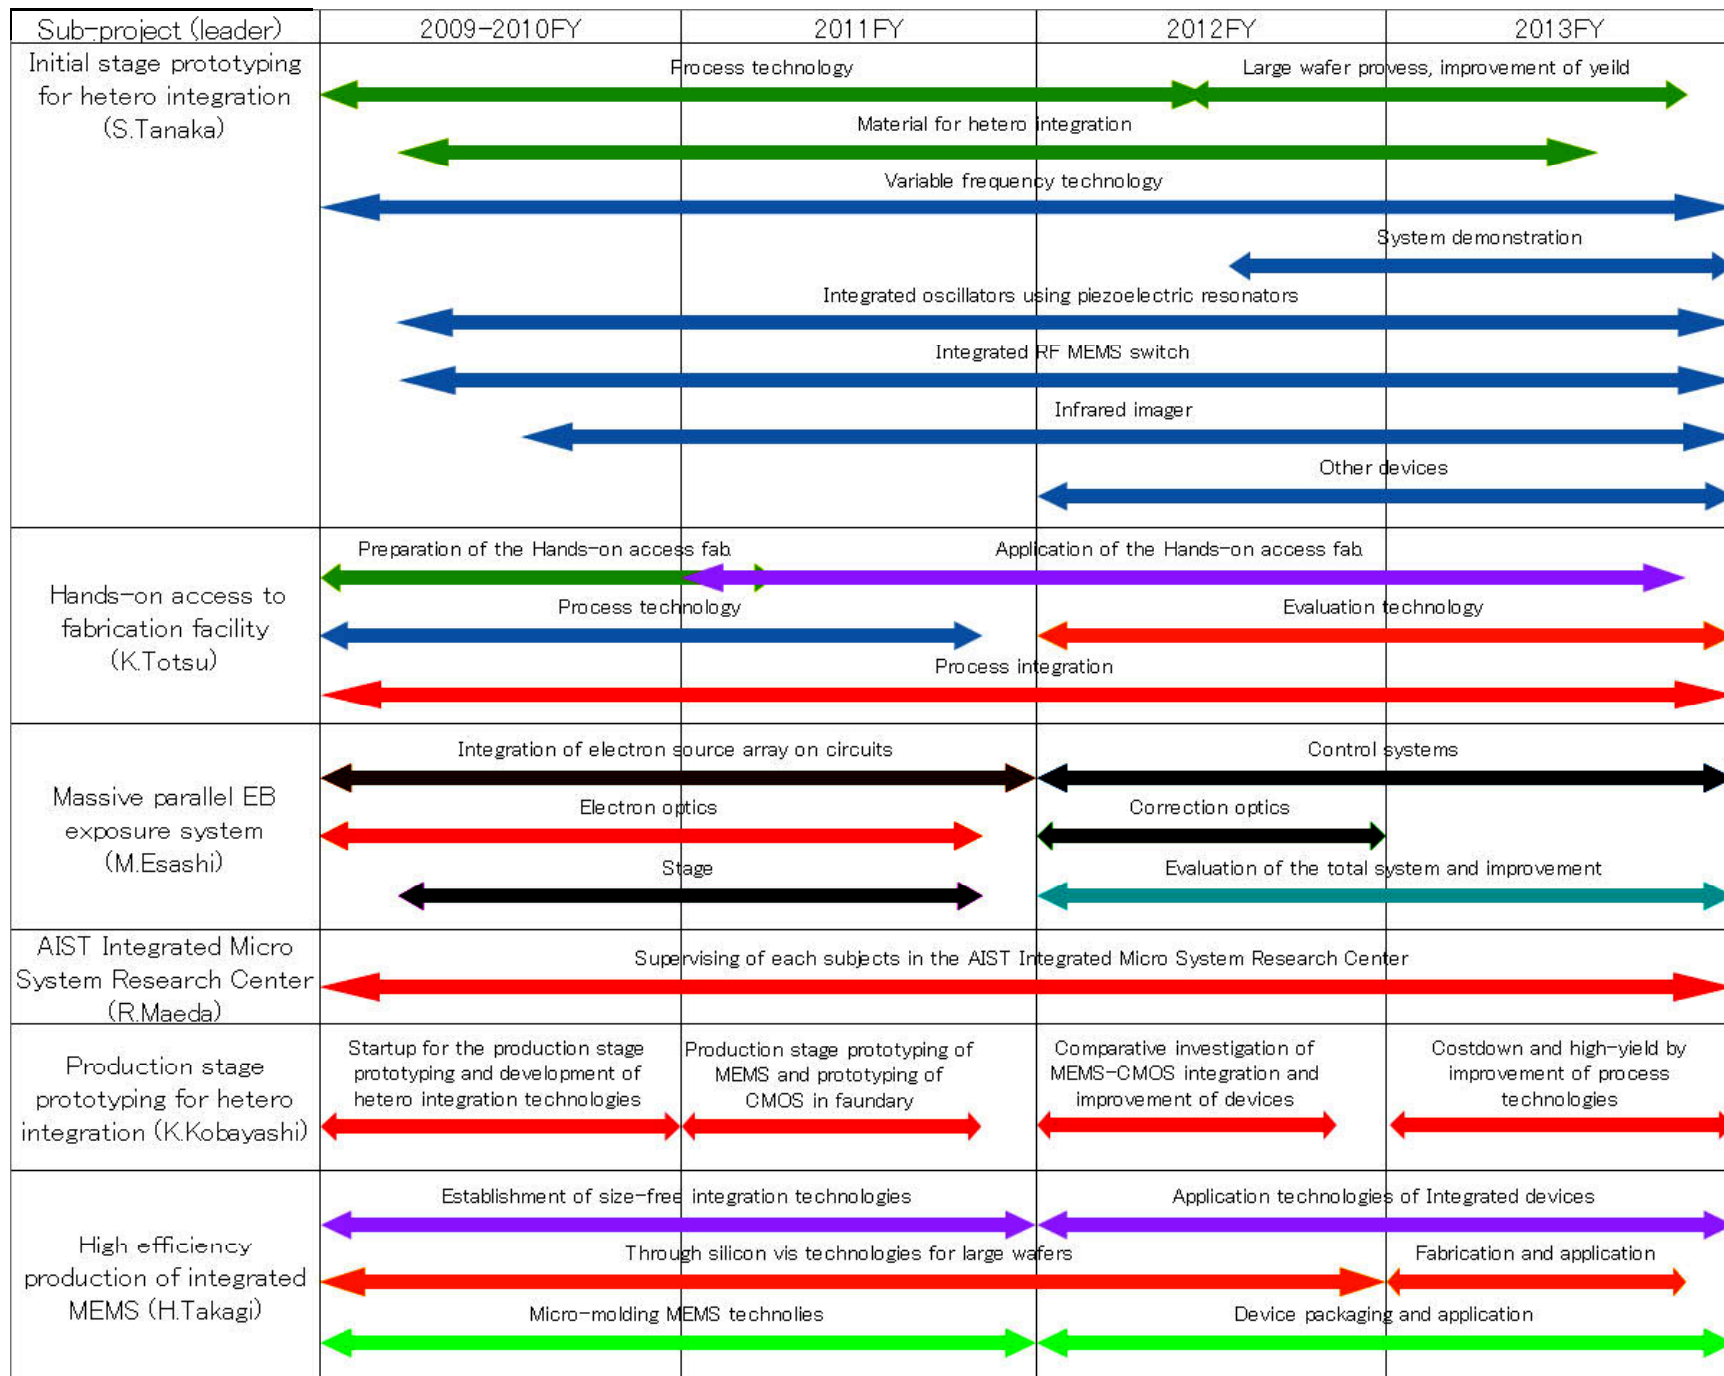 Sub-project (leader)
2009-2010FY
2011FY
2012FY
2013FY
Initial stage prototyping
for hetero integration
(S.Tanaka)
Process technology
Large wafer provess, improvement of yeild
Material for hetero integration
Variable frequency technology
System demonstration
Integrated oscillators using piezoelectric resonators
Integrated RF MEMS switch
Infrared imager
Other devices
Hands-on access to
fabrication facility
(K.Totsu)
Preparation of the Hands-on access fab.
Application of the Hands-on access fab.
Process technology
Evaluation technology
Process integration
Massive parallel EB
exposure system
(M.Esashi)
Integration of electron source array on circuits
Control systems
Electron optics
Correction optics
Stage
Evaluation of the total system and improvement
AIST Integrated Micro
System Research Center
(R.Maeda)
Supervising of each subjects in the AIST Integrated Micro System Research Center
Production stage
prototyping for hetero
integration (K.Kobayashi)
Startup for the production stage
prototyping and development of
hetero integration technologies
Production stage prototyping of
MEMS and prototyping of
CMOS in faundary
Comparative investigation of
MEMS-CMOS integration and
improvement of devices
Costdown and high-yield by
improvement of process
technologies
High efficiency
production of integrated
MEMS (H.Takagi)
Establishment of size-free integration technologies
Application technologies of Integrated devices
Through silicon vis technologies for large wafers
Fabrication and application
Micro-molding MEMS technolies
Device packaging and application